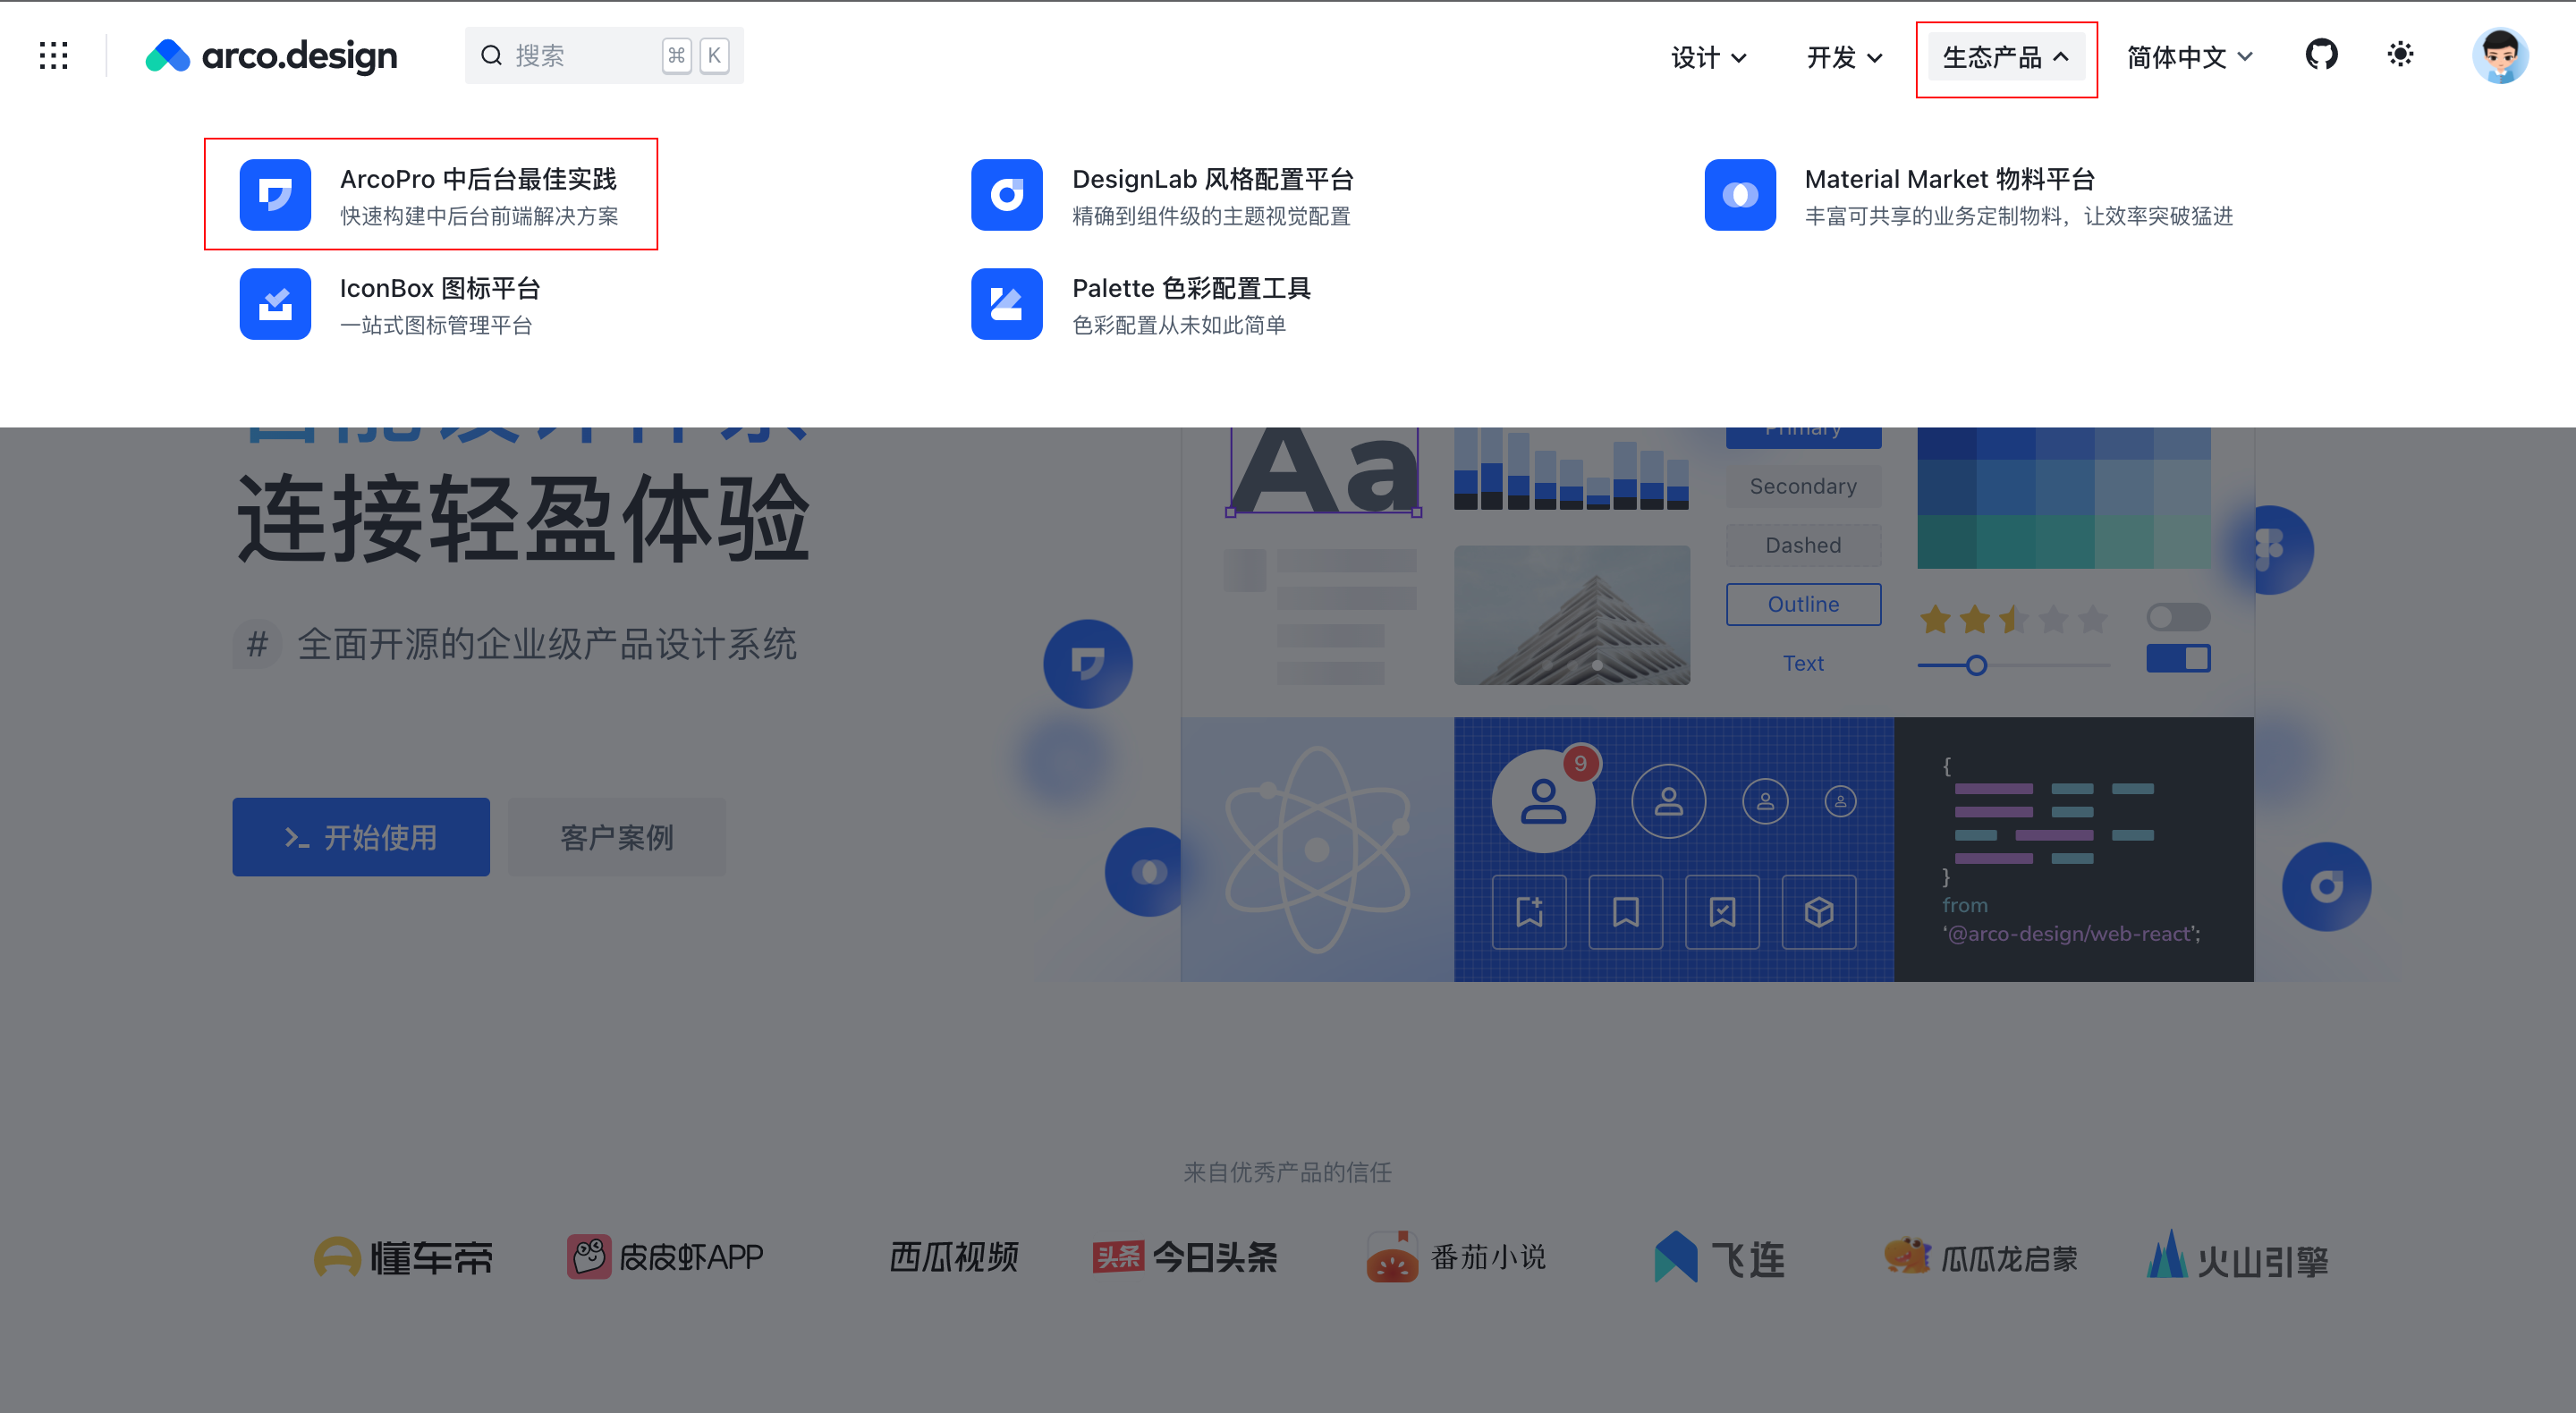 arco.design
搜索
⌘ K
设计
开发
生态产品
简体中文
ArcoPro 中后台最佳实践
快速构建中后台前端解决方案
DesignLab 风格配置平台
精确到组件级的主题视觉配置
Material Market 物料平台
丰富可共享的业务定制物料，让效率突破猛进
IconBox 图标平台
一站式图标管理平台
Palette 色彩配置工具
色彩配置从未如此简单
连接轻盈体验
# 全面开源的企业级产品设计系统
>_ 开始使用
客户案例
Aa
Primary
Secondary
Dashed
Outline
Text
9
{
}
from
‘@arco-design/web-react’;
来自优秀产品的信任
懂车帝
皮皮虾APP
西瓜视频
头条 今日头条
番茄小说
飞连
瓜瓜龙启蒙
火山引擎